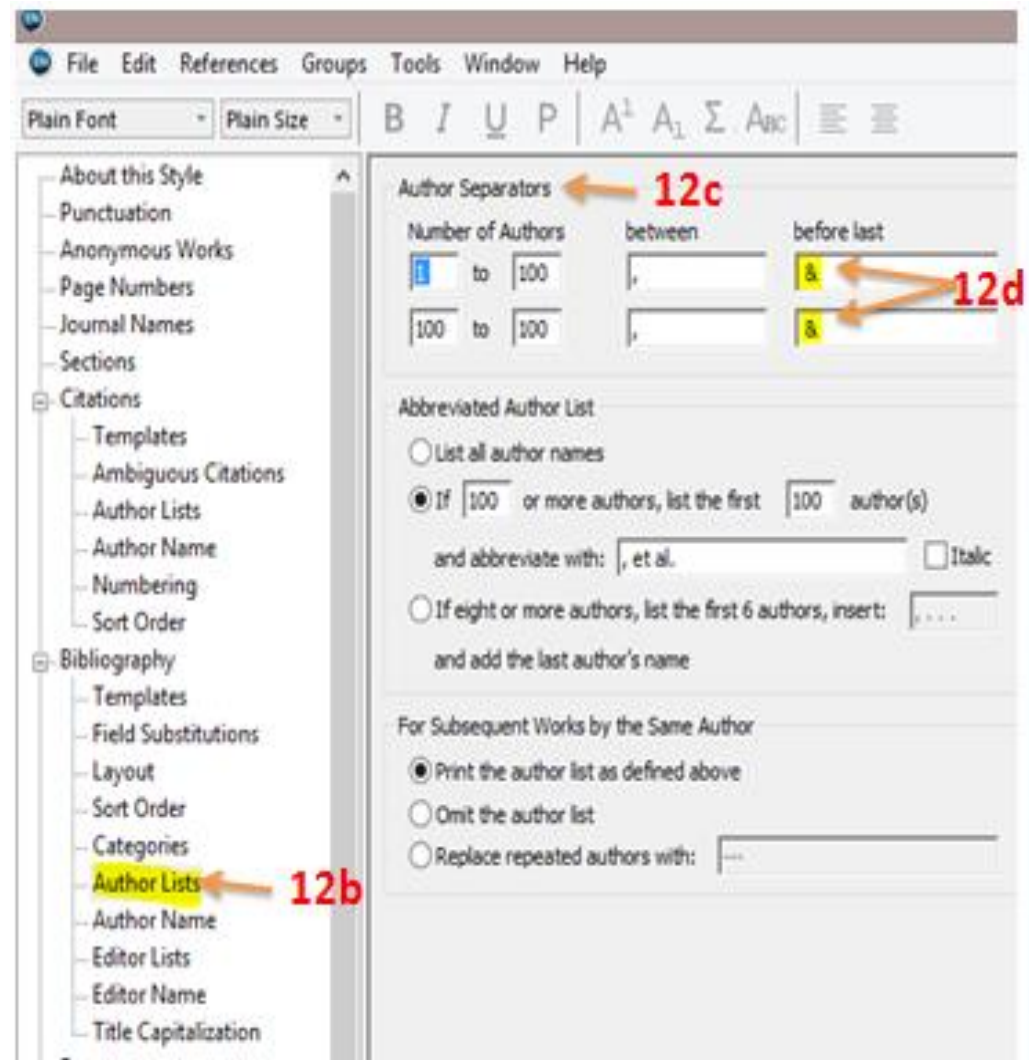 File Edit References Groups Tools Window Help
Plain Font Plain Size B I U P A1 A1 Σ ABC
About this Style
Punctuation
Anonymous Works
Page Numbers
Journal Names
Sections
Citations
Templates
Ambiguous Citations
Author Lists
Author Name
Numbering
Sort Order
Bibliography
Templates
Field Substitutions
Layout
Sort Order
Categories
Author Lists 12b
Author Name
Editor Lists
Editor Name
Title Capitalization
Author Separators 12c
Number of Authors between before last
1 to 100 , &
12d
100 to 100 , &
Abbreviated Author List
List all author names
If 100 or more authors, list the first 100 author(s)
and abbreviate with: , et al. Italic
If eight or more authors, list the first 6 authors, insert: , . . .
and add the last author's name
For Subsequent Works by the Same Author
Print the author list as defined above
Omit the author list
Replace repeated authors with: ---